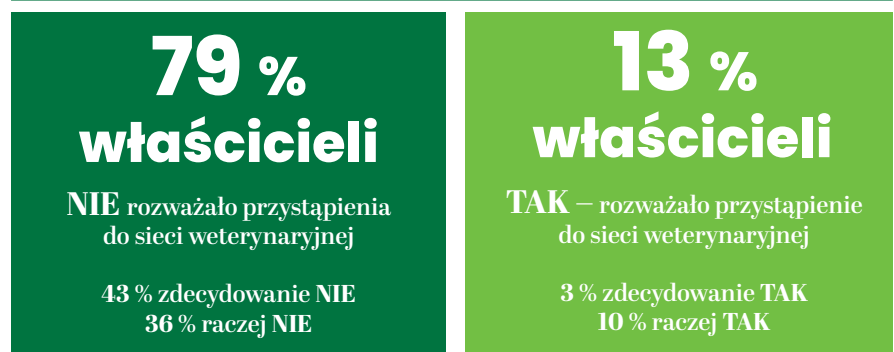 79 %
właścicieli
NIE rozważało przystąpienia
do sieci weterynaryjnej
43 % zdecydowanie NIE
36 % raczej NIE
13 %
właścicieli
TAK – rozważało przystąpienie
do sieci weterynaryjnej
3 % zdecydowanie TAK
10 % raczej TAK